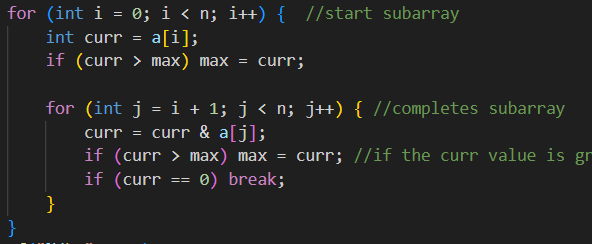 for (int i = 0; i < n; i++) {  //start subarray
    int curr = a[i];
    if (curr > max) max = curr;
    for (int j = i + 1; j < n; j++) { //completes subarray
        curr = curr & a[j];
        if (curr > max) max = curr; //if the curr value is gr
        if (curr == 0) break;
    }
}